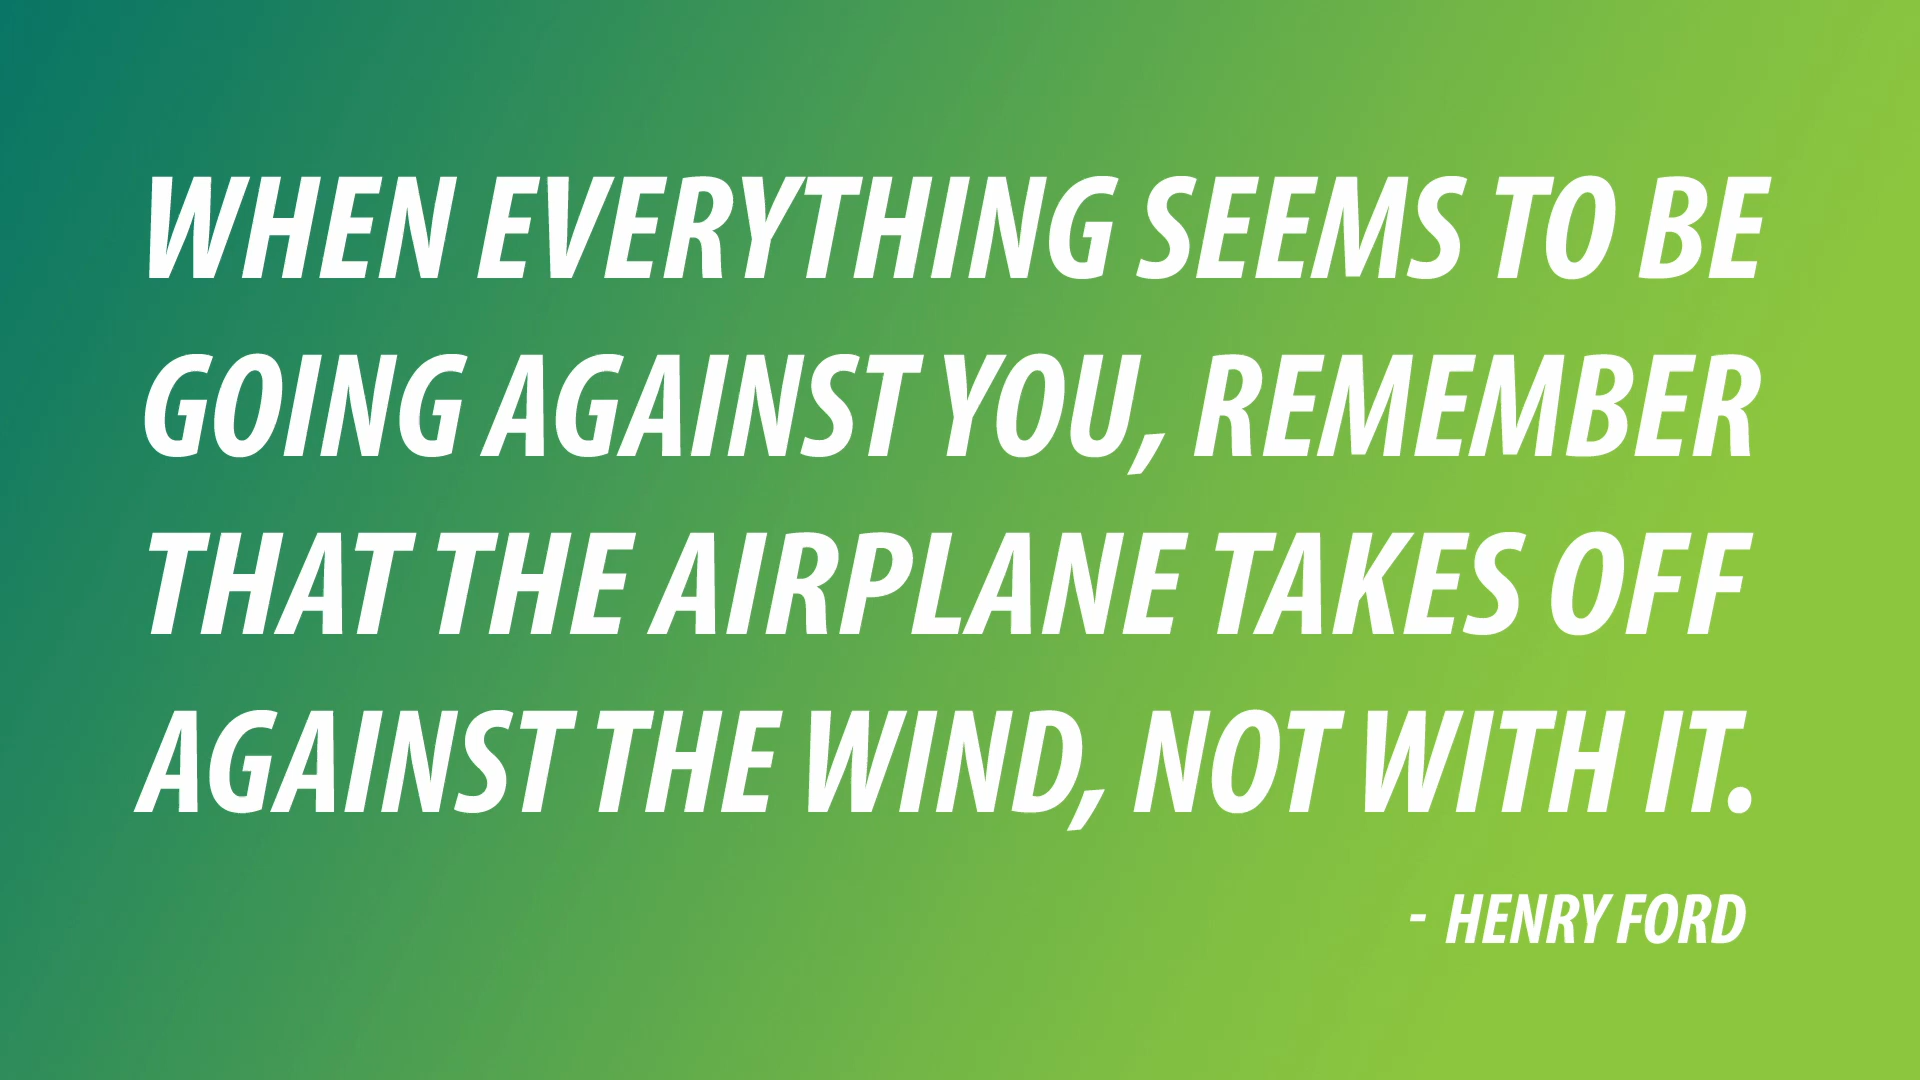 WHEN EVERYTHING SEEMS TO BE
GOING AGAINST YOU, REMEMBER
THAT THE AIRPLANE TAKES OFF
AGAINST THE WIND, NOT WITH IT.
- HENRY FORD